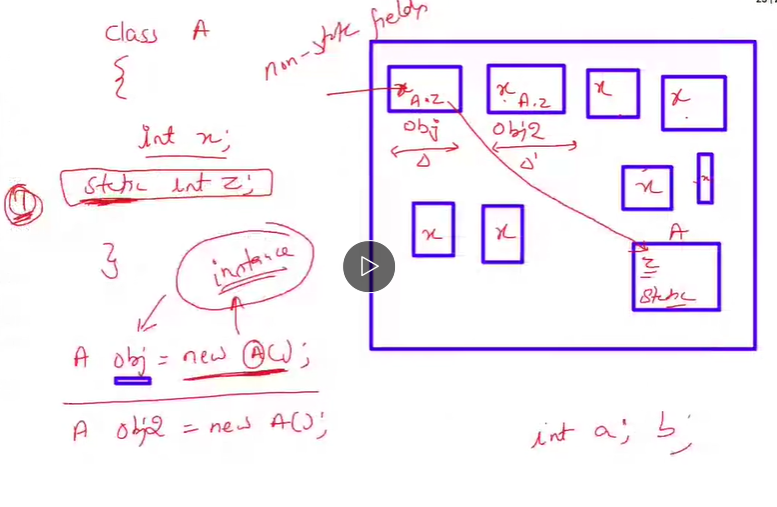 class A
{
int x;
static int z;
}
instance
A obj = new A();
A obj2 = new A();
non-static fields
x
A.z
obj
Δ
x
A.z
obj2
Δ'
x
x
x
x
x
x
A
z
static
int a; b;